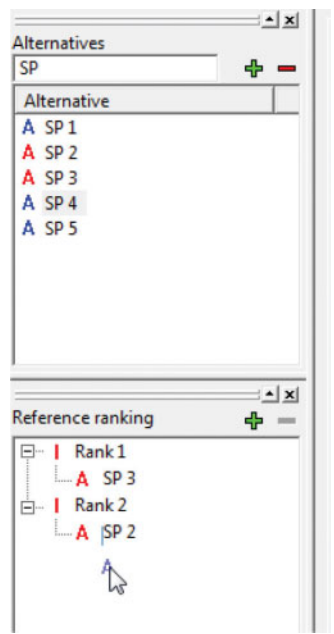 Alternatives
SP
Alternative
A SP 1
A SP 2
A SP 3
A SP 4
A SP 5
Reference ranking
I Rank 1
A SP 3
I Rank 2
A SP 2
A